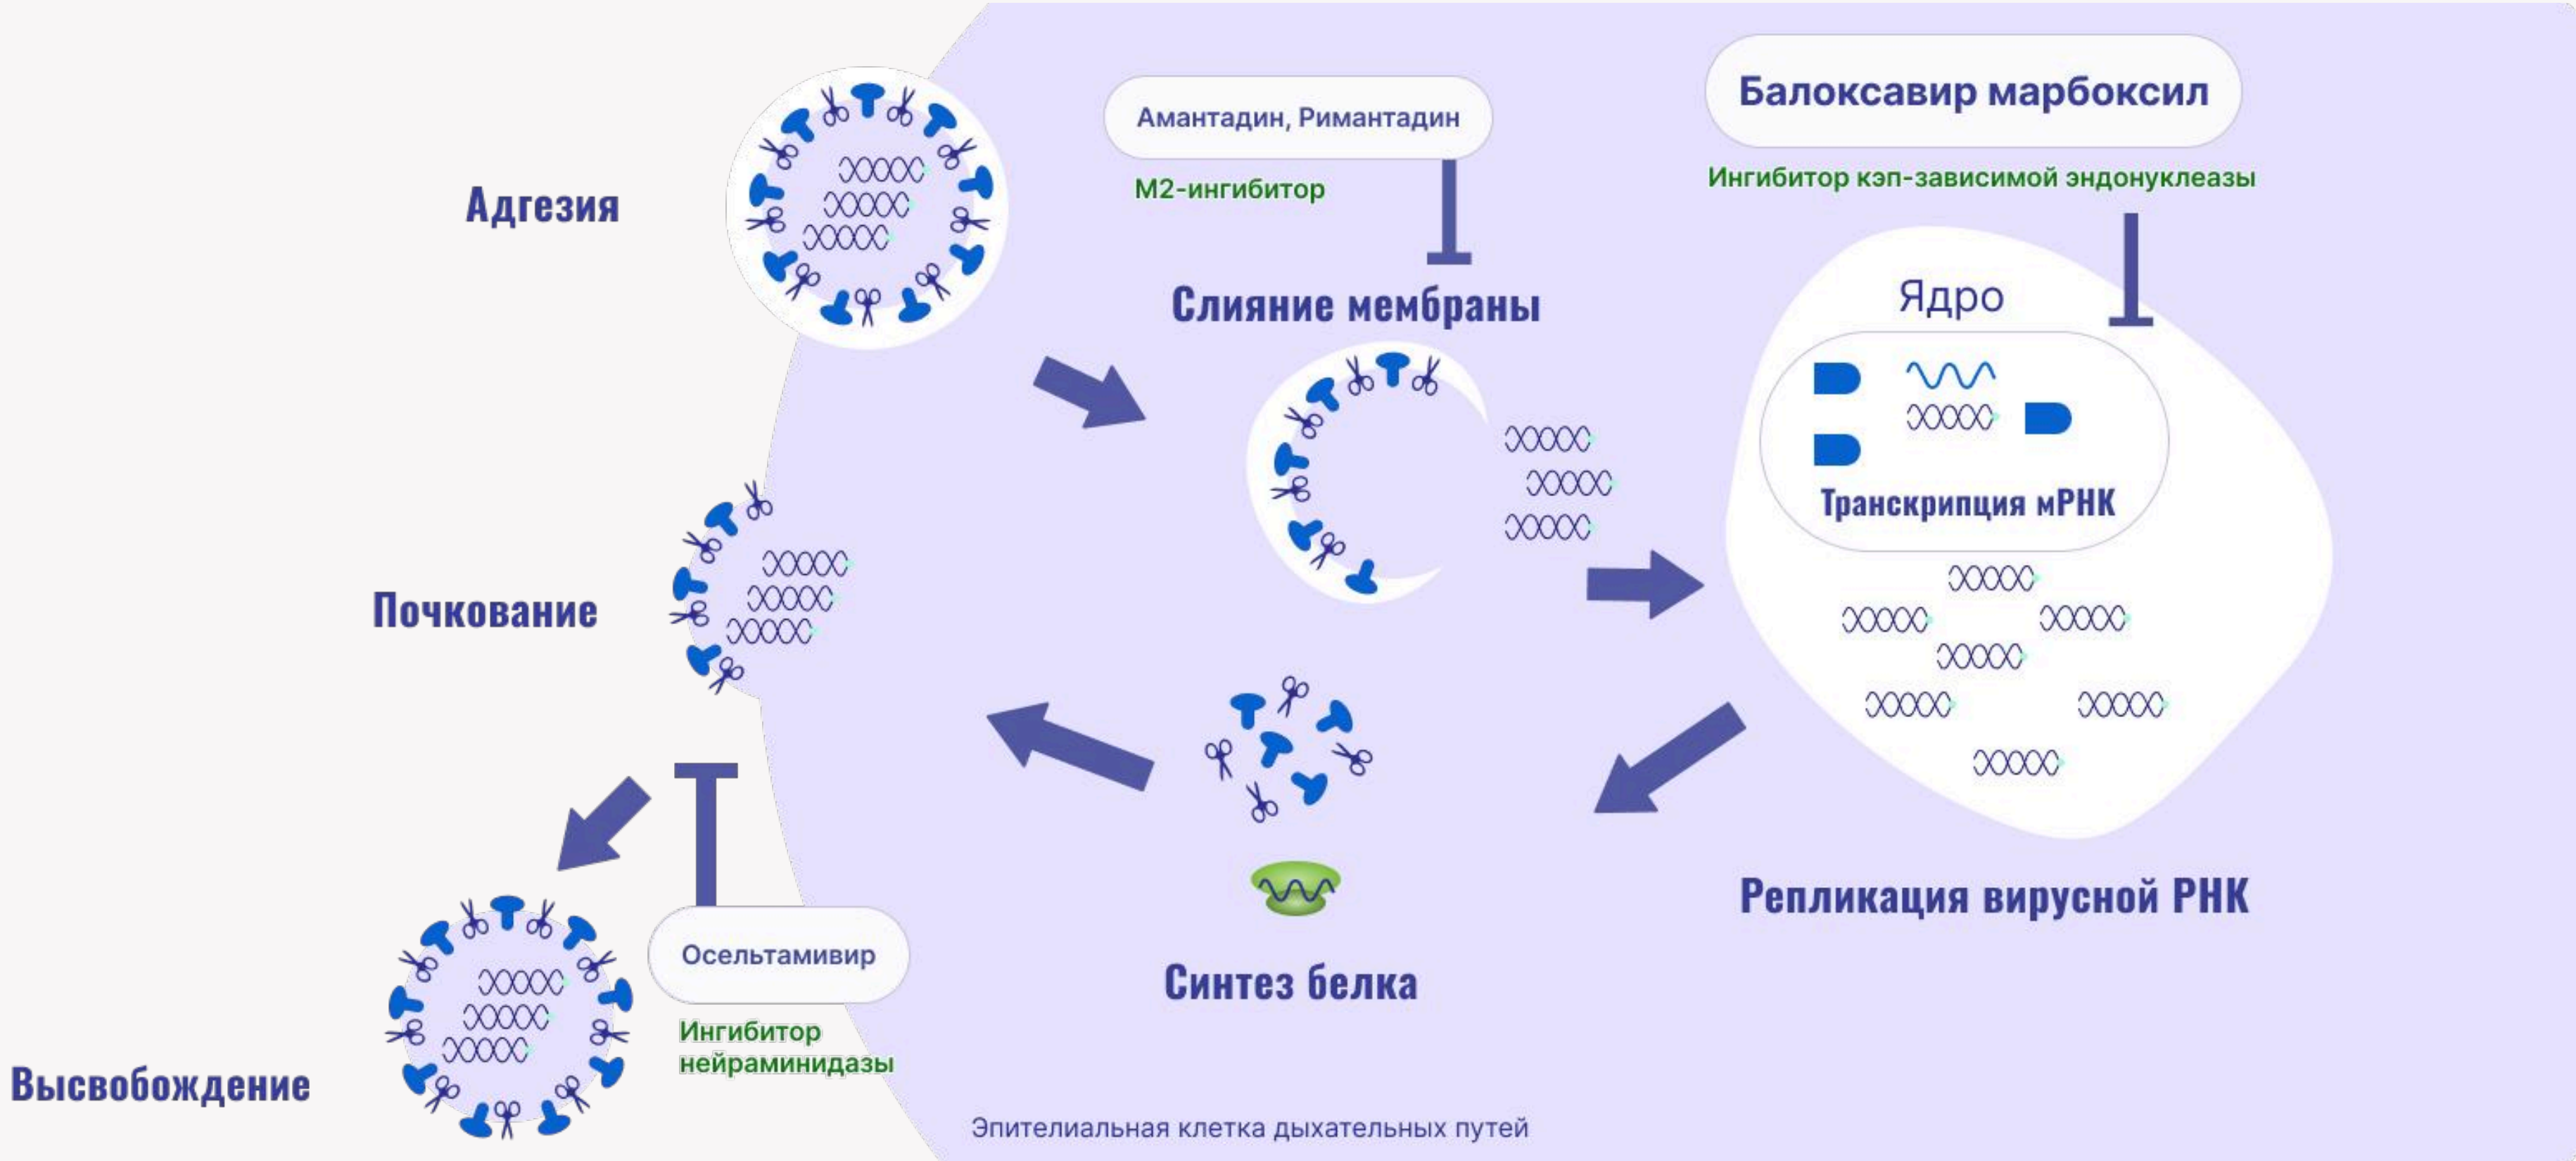 Адгезия
Амантадин, Римантадин
М2-ингибитор
Слияние мембраны
Балоксавир марбоксил
Ингибитор кэп-зависимой эндонуклеазы
Ядро
Транскрипция мРНК
Репликация вирусной РНК
Синтез белка
Почкование
Осельтамивир
Ингибитор
нейраминидазы
Высвобождение
Эпителиальная клетка дыхательных путей